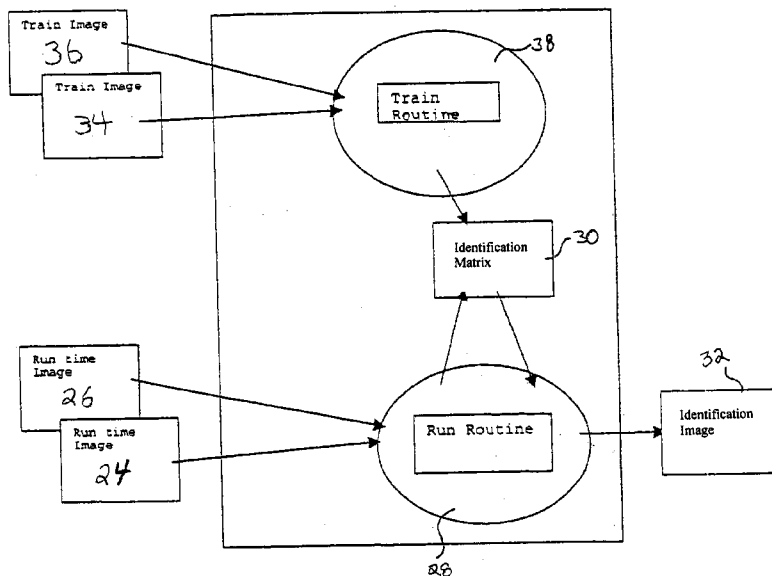 Train Image
36
Train Image
34
38
Train
Routine
Identification
Matrix
30
Run time
Image
26
Run time
Image
24
Run Routine
32
Identification
Image
28